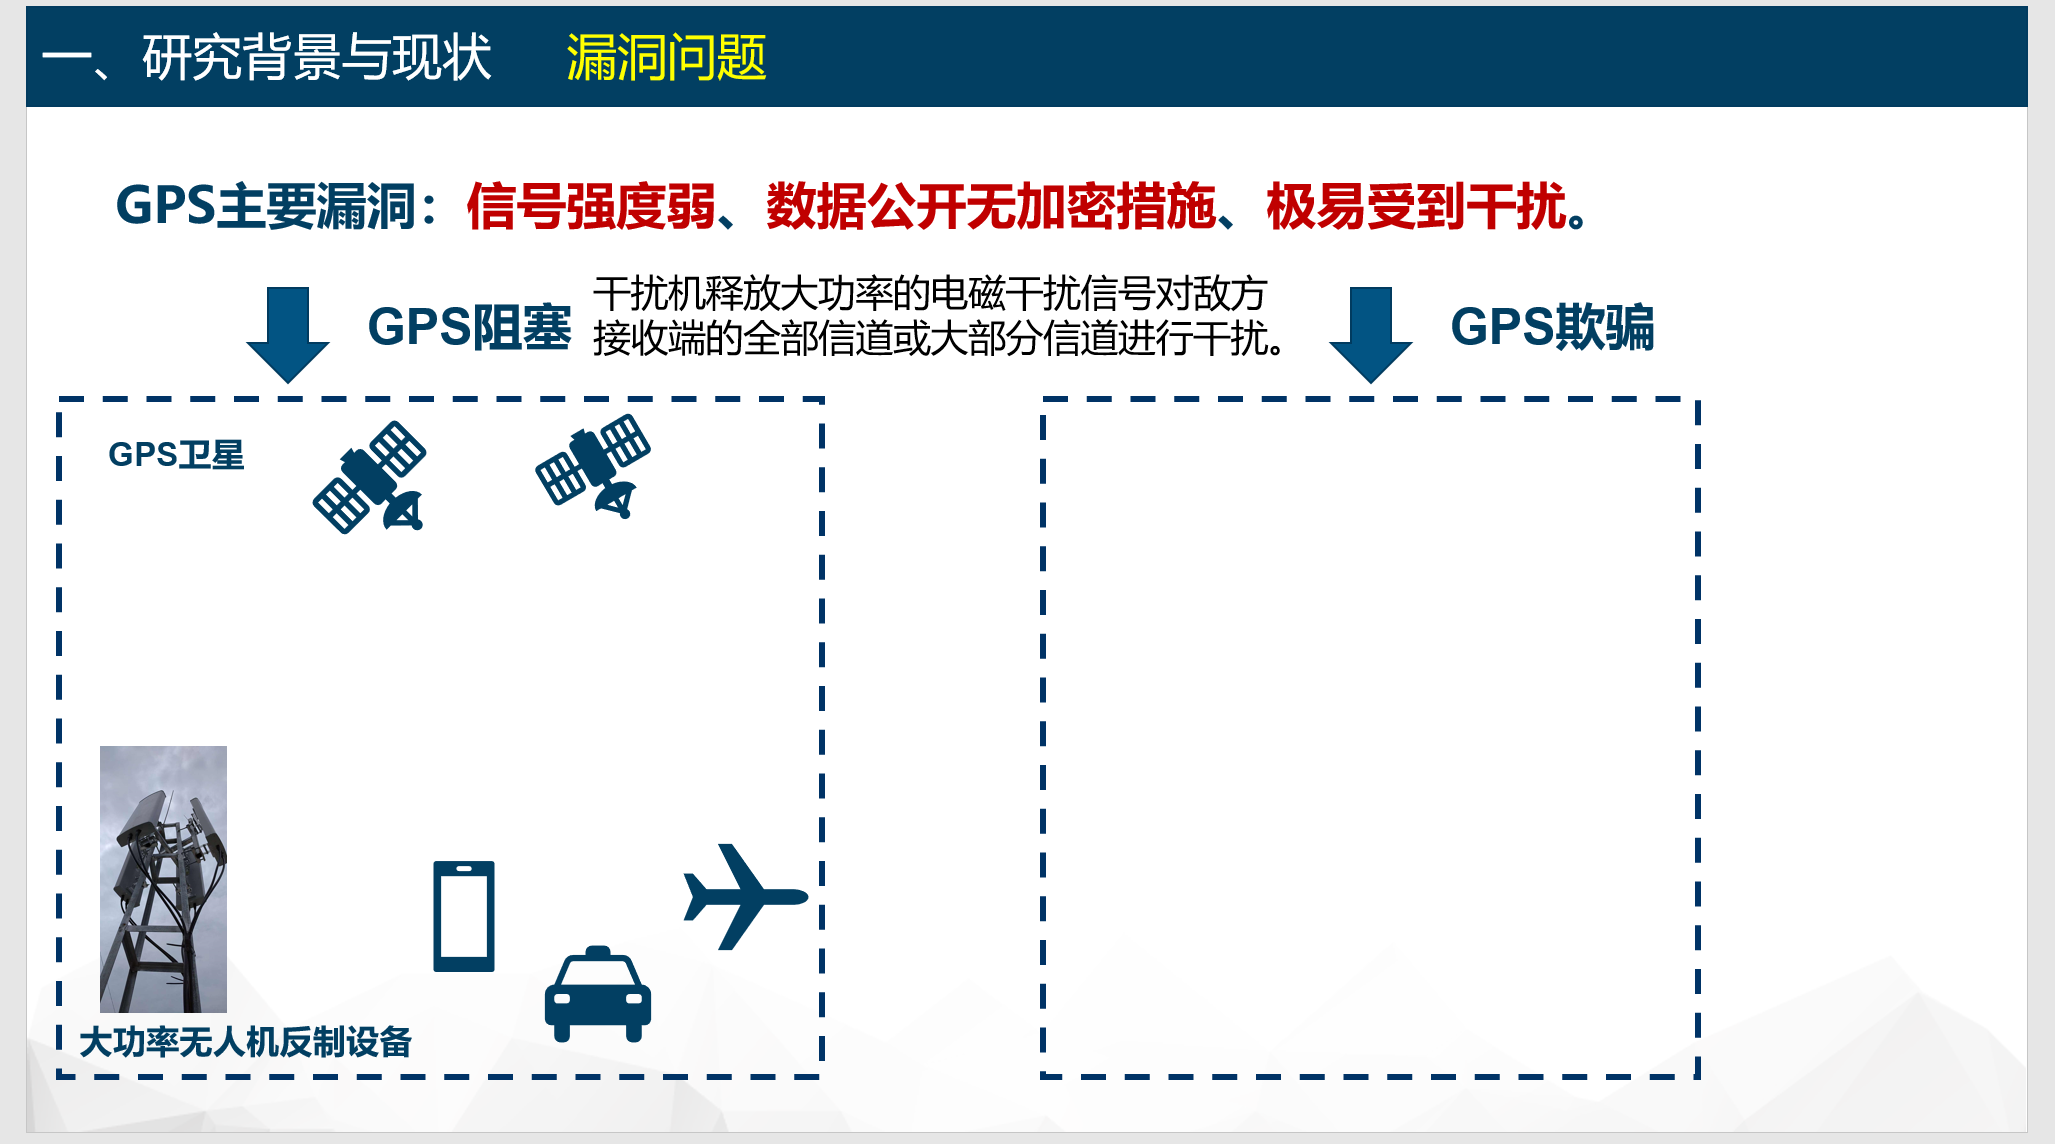 一、研究背景与现状 漏洞问题
GPS主要漏洞：信号强度弱、数据公开无加密措施、极易受到干扰。
GPS阻塞
干扰机释放大功率的电磁干扰信号对敌方
接收端的全部信道或大部分信道进行干扰。
GPS欺骗
GPS卫星
大功率无人机反制设备